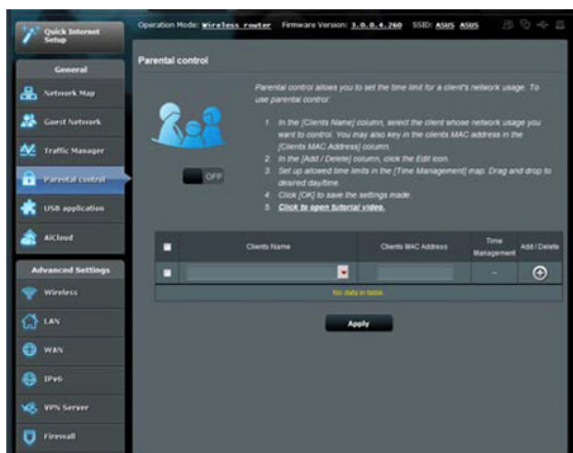 Quick Internet
Setup
Operation Mode: Wireless router Firmware Version: 3.0.0.4.260 SSID: ASUS ASUS
General
Network Map
Guest Network
Traffic Manager
Parental control
USB application
AiCloud
Advanced Settings
Wireless
LAN
WAN
IPv6
VPN Server
Firewall
Parental control
Parental control allows you to set the time limit for a client's network usage. To
use parental control:
1. In the [Clients Name] column, select the client whose network usage you
want to control. You may also key in the clients MAC address in the
[Clients MAC Address] column.
2. In the [Add / Delete] column, click the Edit icon.
3. Set up allowed time limits in the [Time Management] map. Drag and drop to
desired day/time.
4. Click [OK] to save the settings made.
5. Click to open tutorial video.
OFF
Clients Name Clients MAC Address Time Management Add / Delete
--
No data in table.
Apply